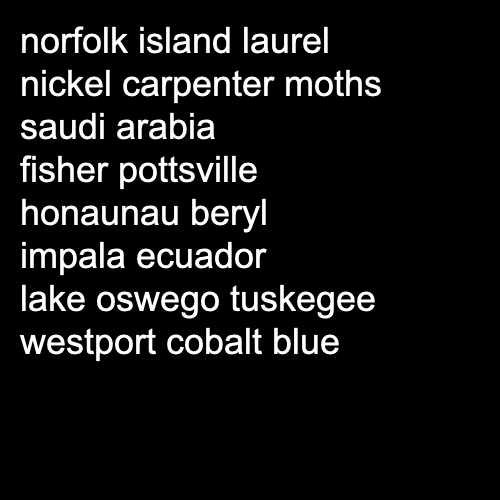 norfolk island laurel
nickel carpenter moths
saudi arabia
fisher pottsville
honaunau beryl
impala ecuador
lake oswego tuskegee
westport cobalt blue